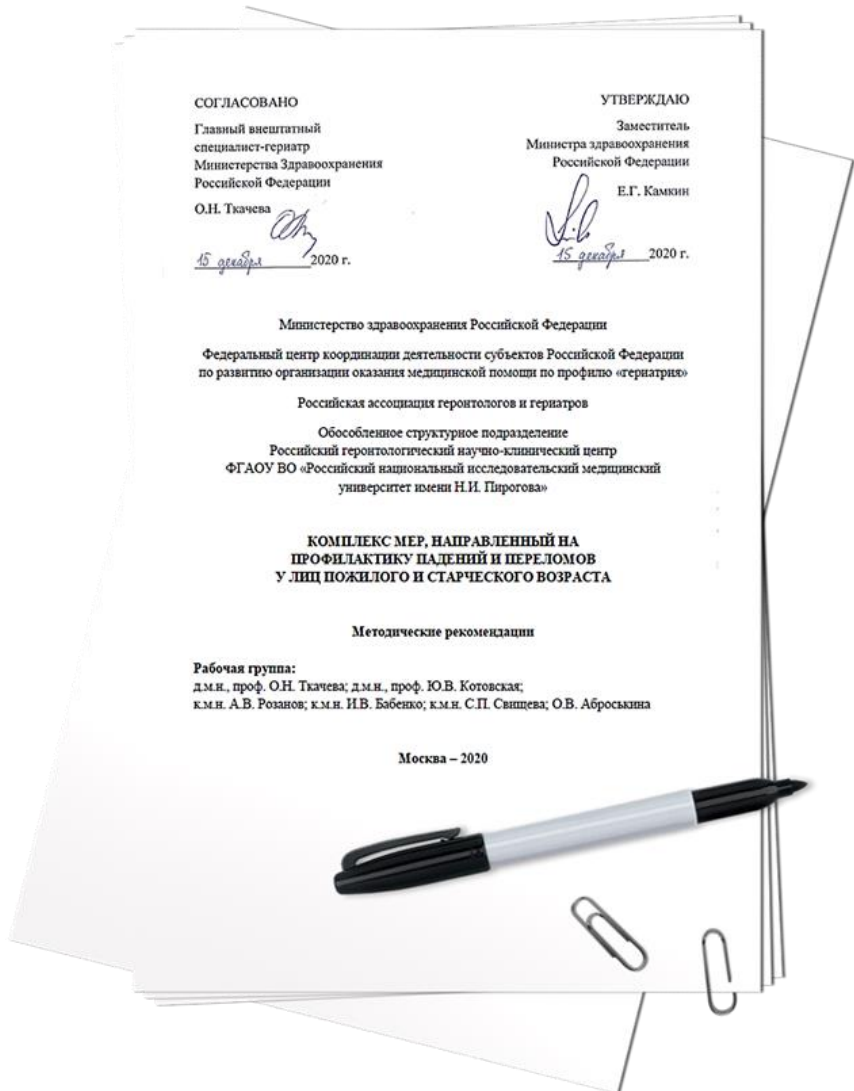 СОГЛАСОВАНО
Главный внештатный
специалист-гериатр
Министерства Здравоохранения
Российской Федерации
О.Н. Ткачева
15 декабря 2020 г.
УТВЕРЖДАЮ
Заместитель
Министра здравоохранения
Российской Федерации
Е.Г. Камкин
15 декабря 2020 г.
Министерство здравоохранения Российской Федерации
Федеральный центр координации деятельности субъектов Российской Федерации
по развитию организации оказания медицинской помощи по профилю «гериатрия»
Российская ассоциация геронтологов и гериатров
Обособленное структурное подразделение
Российский геронтологический научно-клинический центр
ФГАОУ ВО «Российский национальный исследовательский медицинский
университет имени Н.И. Пирогова»
КОМПЛЕКС МЕР, НАПРАВЛЕННЫЙ НА
ПРОФИЛАКТИКУ ПАДЕНИЙ И ПЕРЕЛОМОВ
У ЛИЦ ПОЖИЛОГО И СТАРЧЕСКОГО ВОЗРАСТА
Методические рекомендации
Рабочая группа:
д.м.н., проф. О.Н. Ткачева; д.м.н., проф. Ю.В. Котовская;
к.м.н. А.В. Розанов; к.м.н. И.В. Бабенко; к.м.н. С.П. Свищева; О.В. Аброськина
Москва – 2020